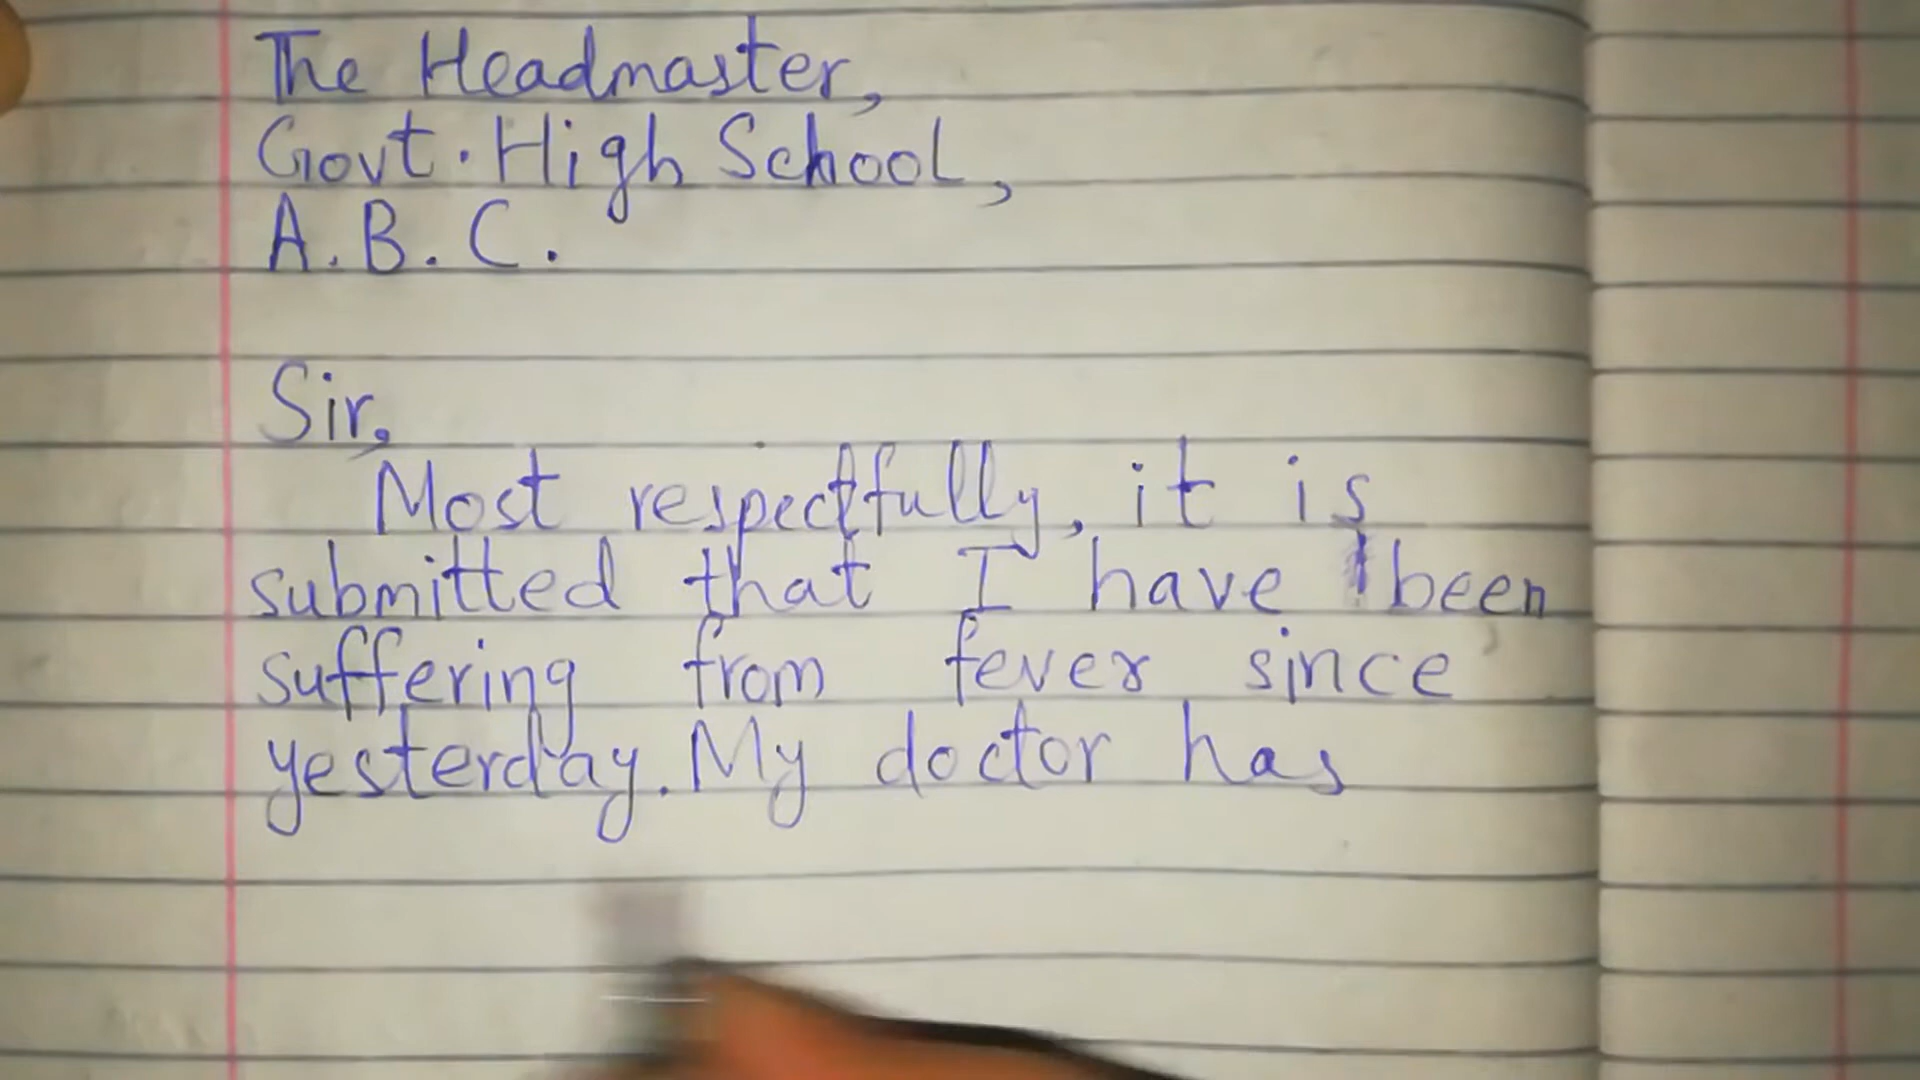 The Headmaster,
Govt. High School,
A.B.C.
Sir,
Most respectfully, it is
submitted that I have been
suffering from fever since
yesterday. My doctor has